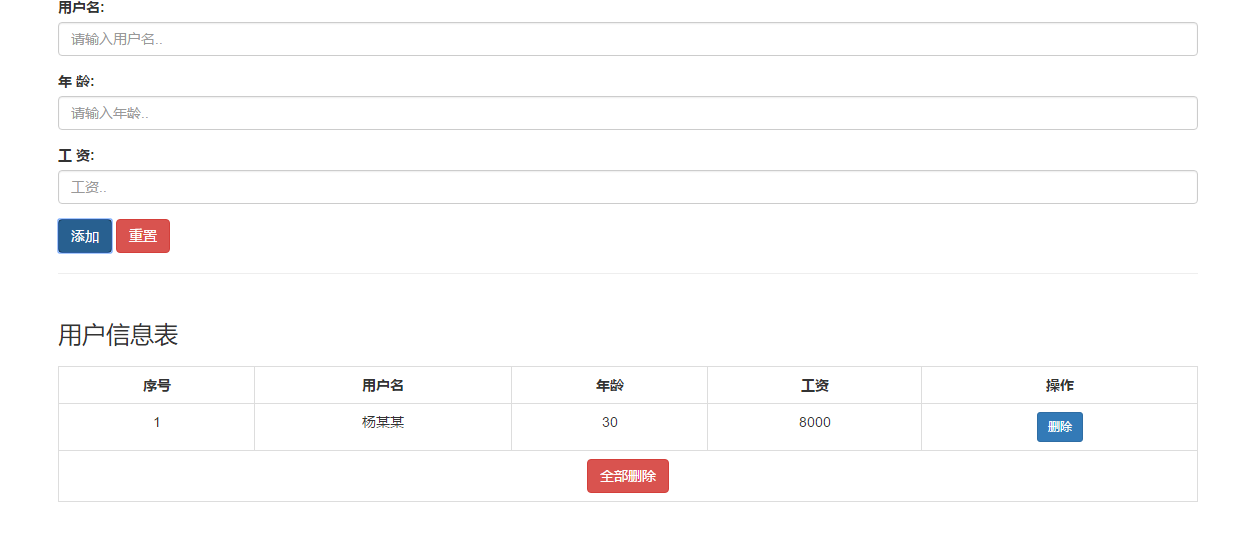 用户名:
请输入用户名..
年 龄:
请输入年龄..
工 资:
工资..
添加 重置
用户信息表
序号 用户名 年龄 工资 操作
1 杨某某 30 8000 删除
全部删除